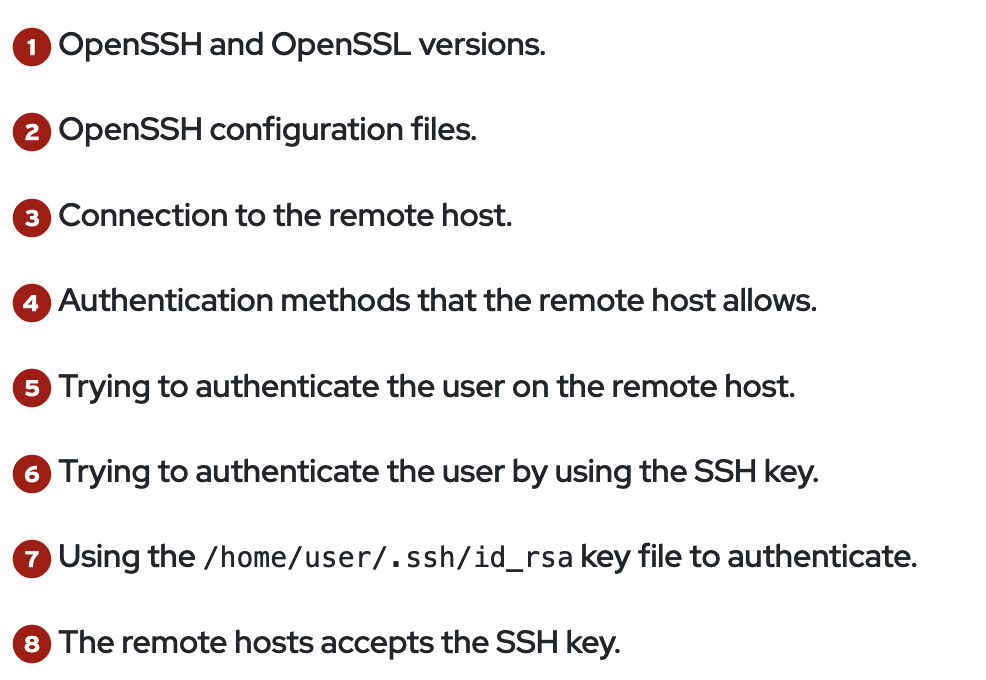 1 OpenSSH and OpenSSL versions.
2 OpenSSH configuration files.
3 Connection to the remote host.
4 Authentication methods that the remote host allows.
5 Trying to authenticate the user on the remote host.
6 Trying to authenticate the user by using the SSH key.
7 Using the /home/user/.ssh/id_rsa key file to authenticate.
8 The remote hosts accepts the SSH key.